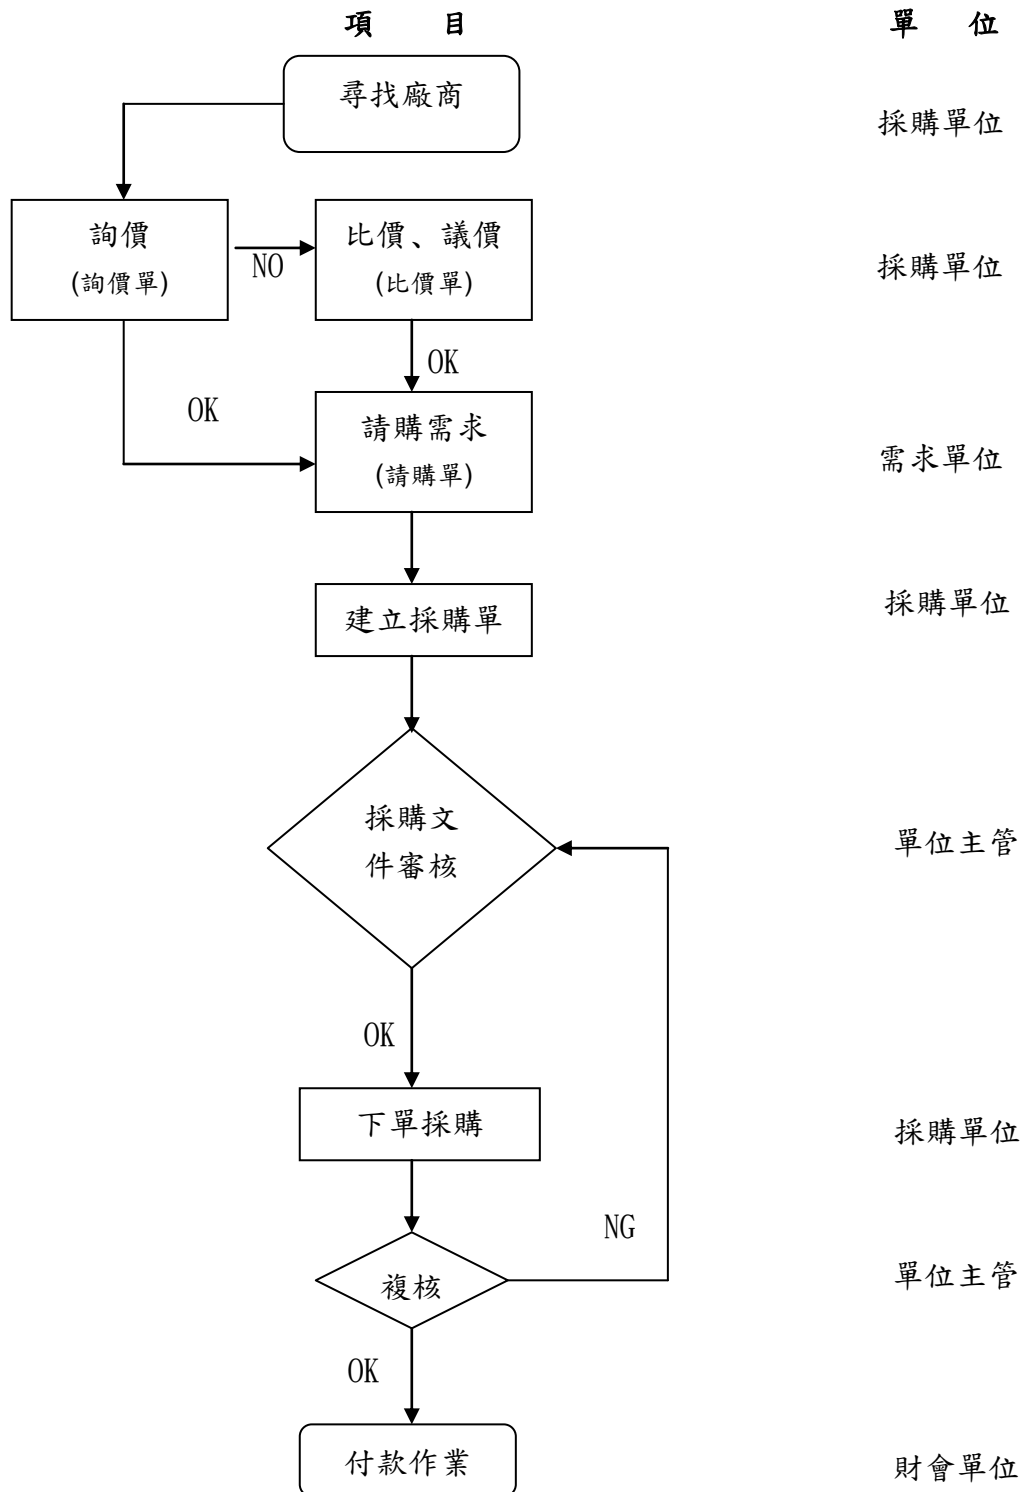 項 目
單 位
尋找廠商
採購單位
詢價
(詢價單)
NO
比價、議價
(比價單)
採購單位
OK
OK
請購需求
(請購單)
需求單位
建立採購單
採購單位
採購文
件審核
單位主管
OK
下單採購
採購單位
NG
複核
單位主管
OK
付款作業
財會單位